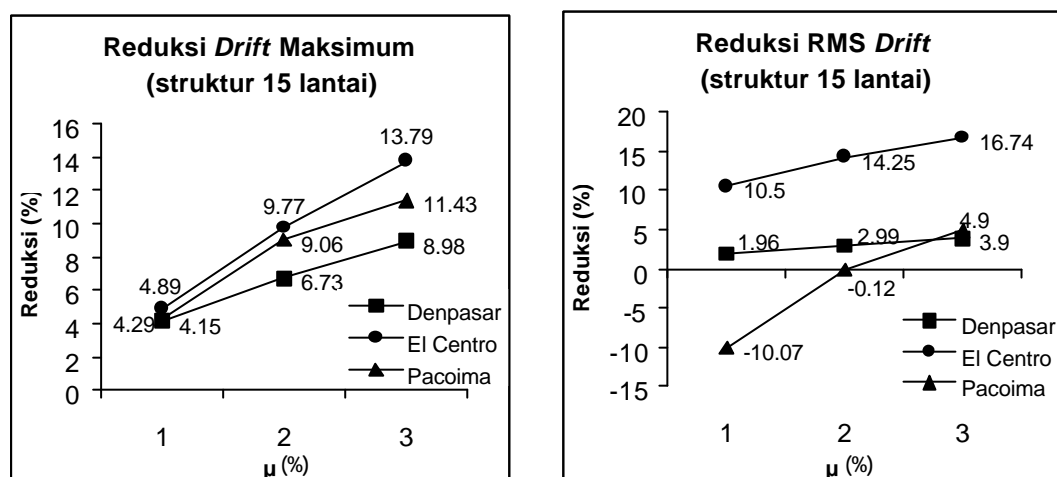 Reduksi Drift Maksimum
(struktur 15 lantai)
Reduksi (%)
16
14
12
10
8
6
4
2
0
13.79
9.77
11.43
9.06
8.98
4.89
6.73
4.29
4.15
Denpasar
El Centro
Pacoima
1
2
3
µ (%)
Reduksi RMS Drift
(struktur 15 lantai)
Reduksi (%)
20
15
10
5
0
-5
-10
-15
16.74
14.25
10.5
4.9
1.96
2.99
3.9
-0.12
-10.07
Denpasar
El Centro
Pacoima
1
2
3
µ (%)